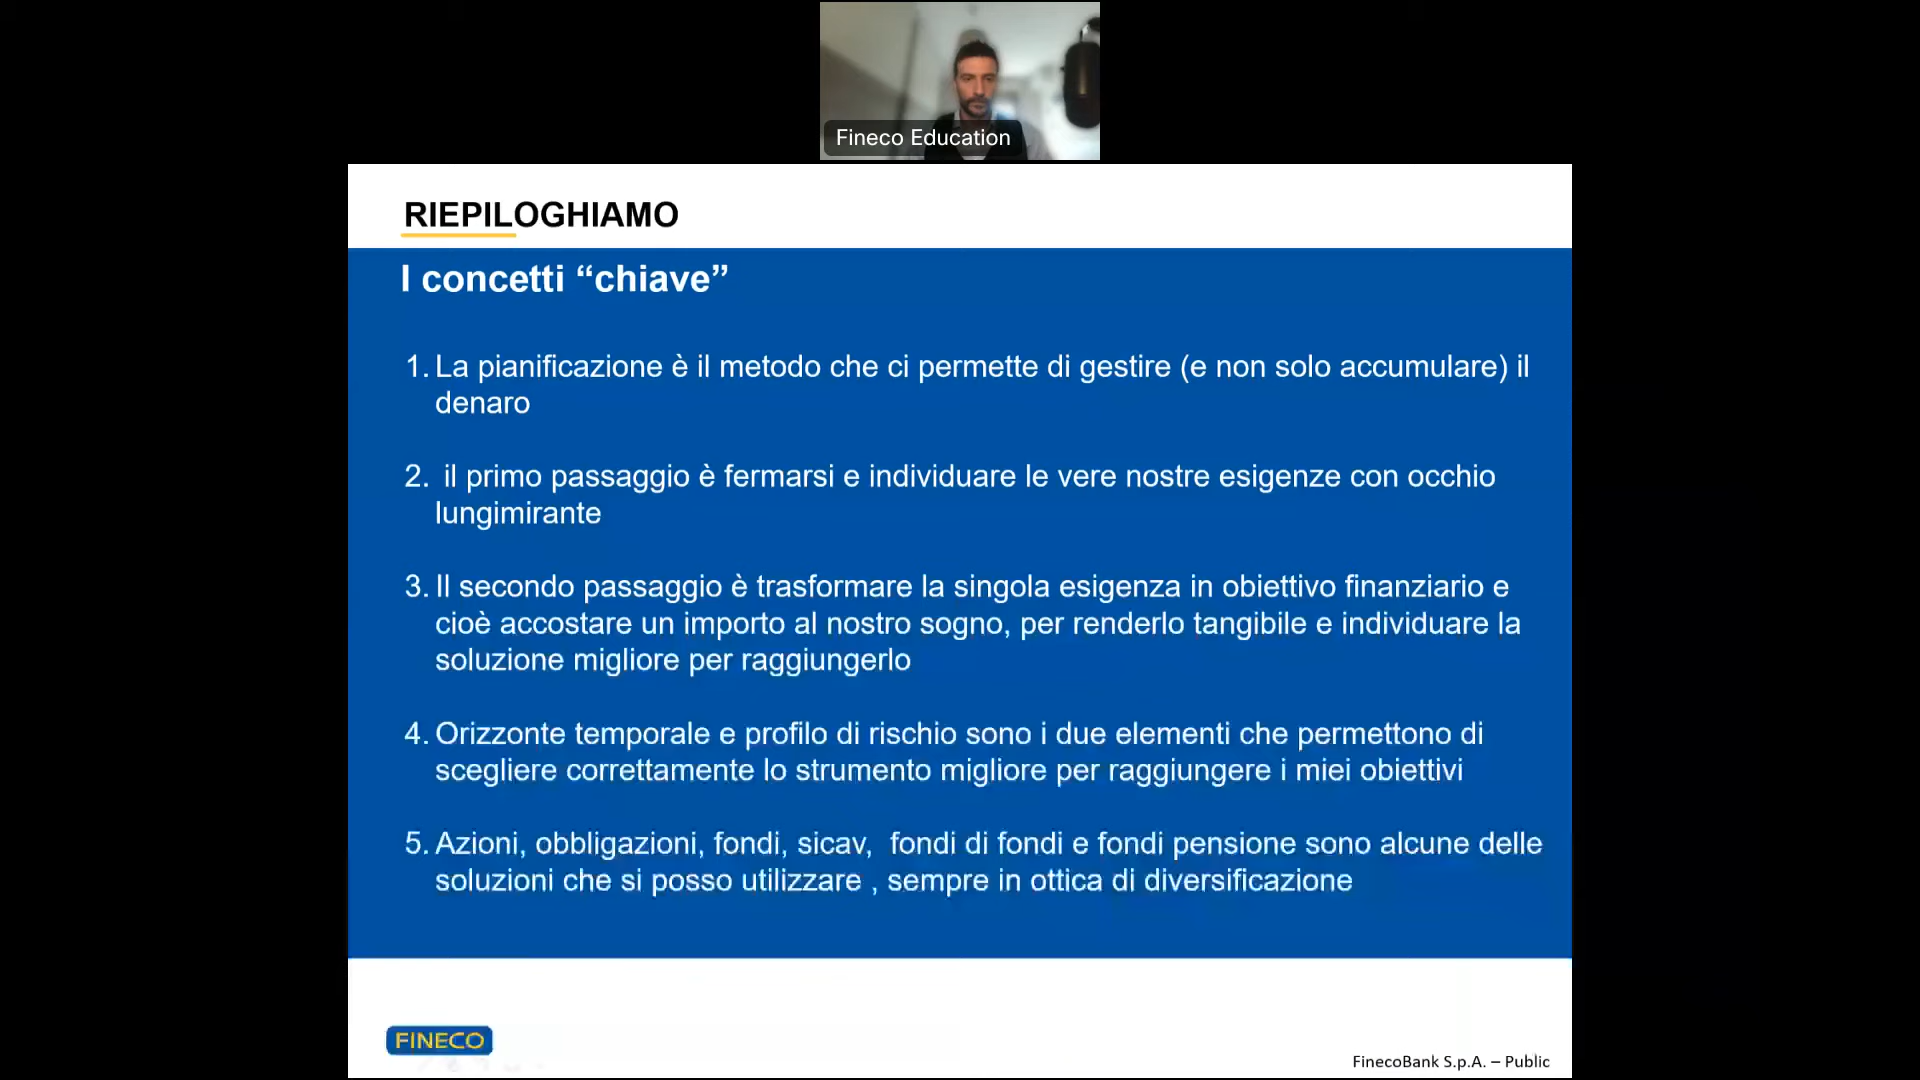 Fineco Education
RIEPILOGHIAMO
I concetti “chiave”
1. La pianificazione è il metodo che ci permette di gestire (e non solo accumulare) il
denaro
2. il primo passaggio è fermarsi e individuare le vere nostre esigenze con occhio
lungimirante
3. Il secondo passaggio è trasformare la singola esigenza in obiettivo finanziario e
cioè accostare un importo al nostro sogno, per renderlo tangibile e individuare la
soluzione migliore per raggiungerlo
4. Orizzonte temporale e profilo di rischio sono i due elementi che permettono di
scegliere correttamente lo strumento migliore per raggiungere i miei obiettivi
5. Azioni, obbligazioni, fondi, sicav, fondi di fondi e fondi pensione sono alcune delle
soluzioni che si posso utilizzare , sempre in ottica di diversificazione
FINECO
FinecoBank S.p.A. – Public